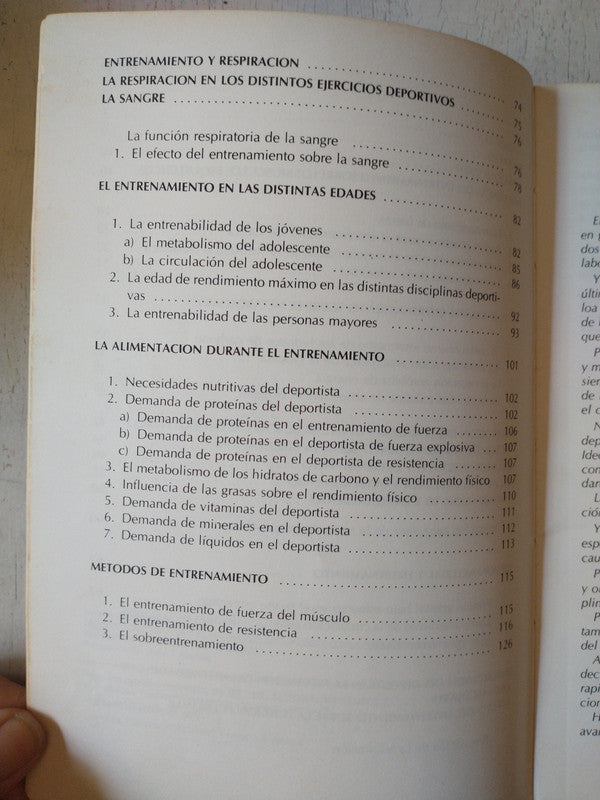 ENTRENAMIENTO Y RESPIRACION ........ 74
LA RESPIRACION EN LOS DISTINTOS EJERCICIOS DEPORTIVOS ........ 75
LA SANGRE ........ 76
La función respiratoria de la sangre ........ 76
1. El efecto del entrenamiento sobre la sangre ........ 78
EL ENTRENAMIENTO EN LAS DISTINTAS EDADES ........ 82
1. La entrenabilidad de los jóvenes ........ 82
a) El metabolismo del adolescente ........ 85
b) La circulación del adolescente ........ 86
2. La edad de rendimiento máximo en las distintas disciplinas deporti-
vas ........ 92
3. La entrenabilidad de las personas mayores ........ 93
LA ALIMENTACION DURANTE EL ENTRENAMIENTO ........ 101
1. Necesidades nutritivas del deportista ........ 102
2. Demanda de proteínas del deportista ........ 102
a) Demanda de proteínas en el entrenamiento de fuerza ........ 106
b) Demanda de proteínas en el deportista de fuerza explosiva ... 107
c) Demanda de proteínas en el deportista de resistencia ........ 107
3. El metabolismo de los hidratos de carbono y el rendimiento físico 107
4. Influencia de las grasas sobre el rendimiento físico ........ 110
5. Demanda de vitaminas del deportista ........ 111
6. Demanda de minerales en el deportista ........ 112
7. Demanda de líquidos en el deportista ........ 113
METODOS DE ENTRENAMIENTO ........ 115
1. El entrenamiento de fuerza del músculo ........ 115
2. El entrenamiento de resistencia ........ 116
3. El sobreentrenamiento ........ 126